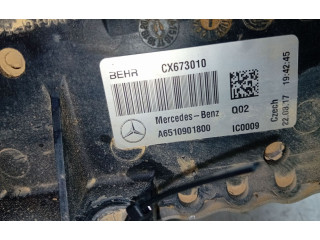 BEHR CX673010
Mercedes-Benz
A6510901800
Q02
IC0009
Czech
22.03.17 19:42:45